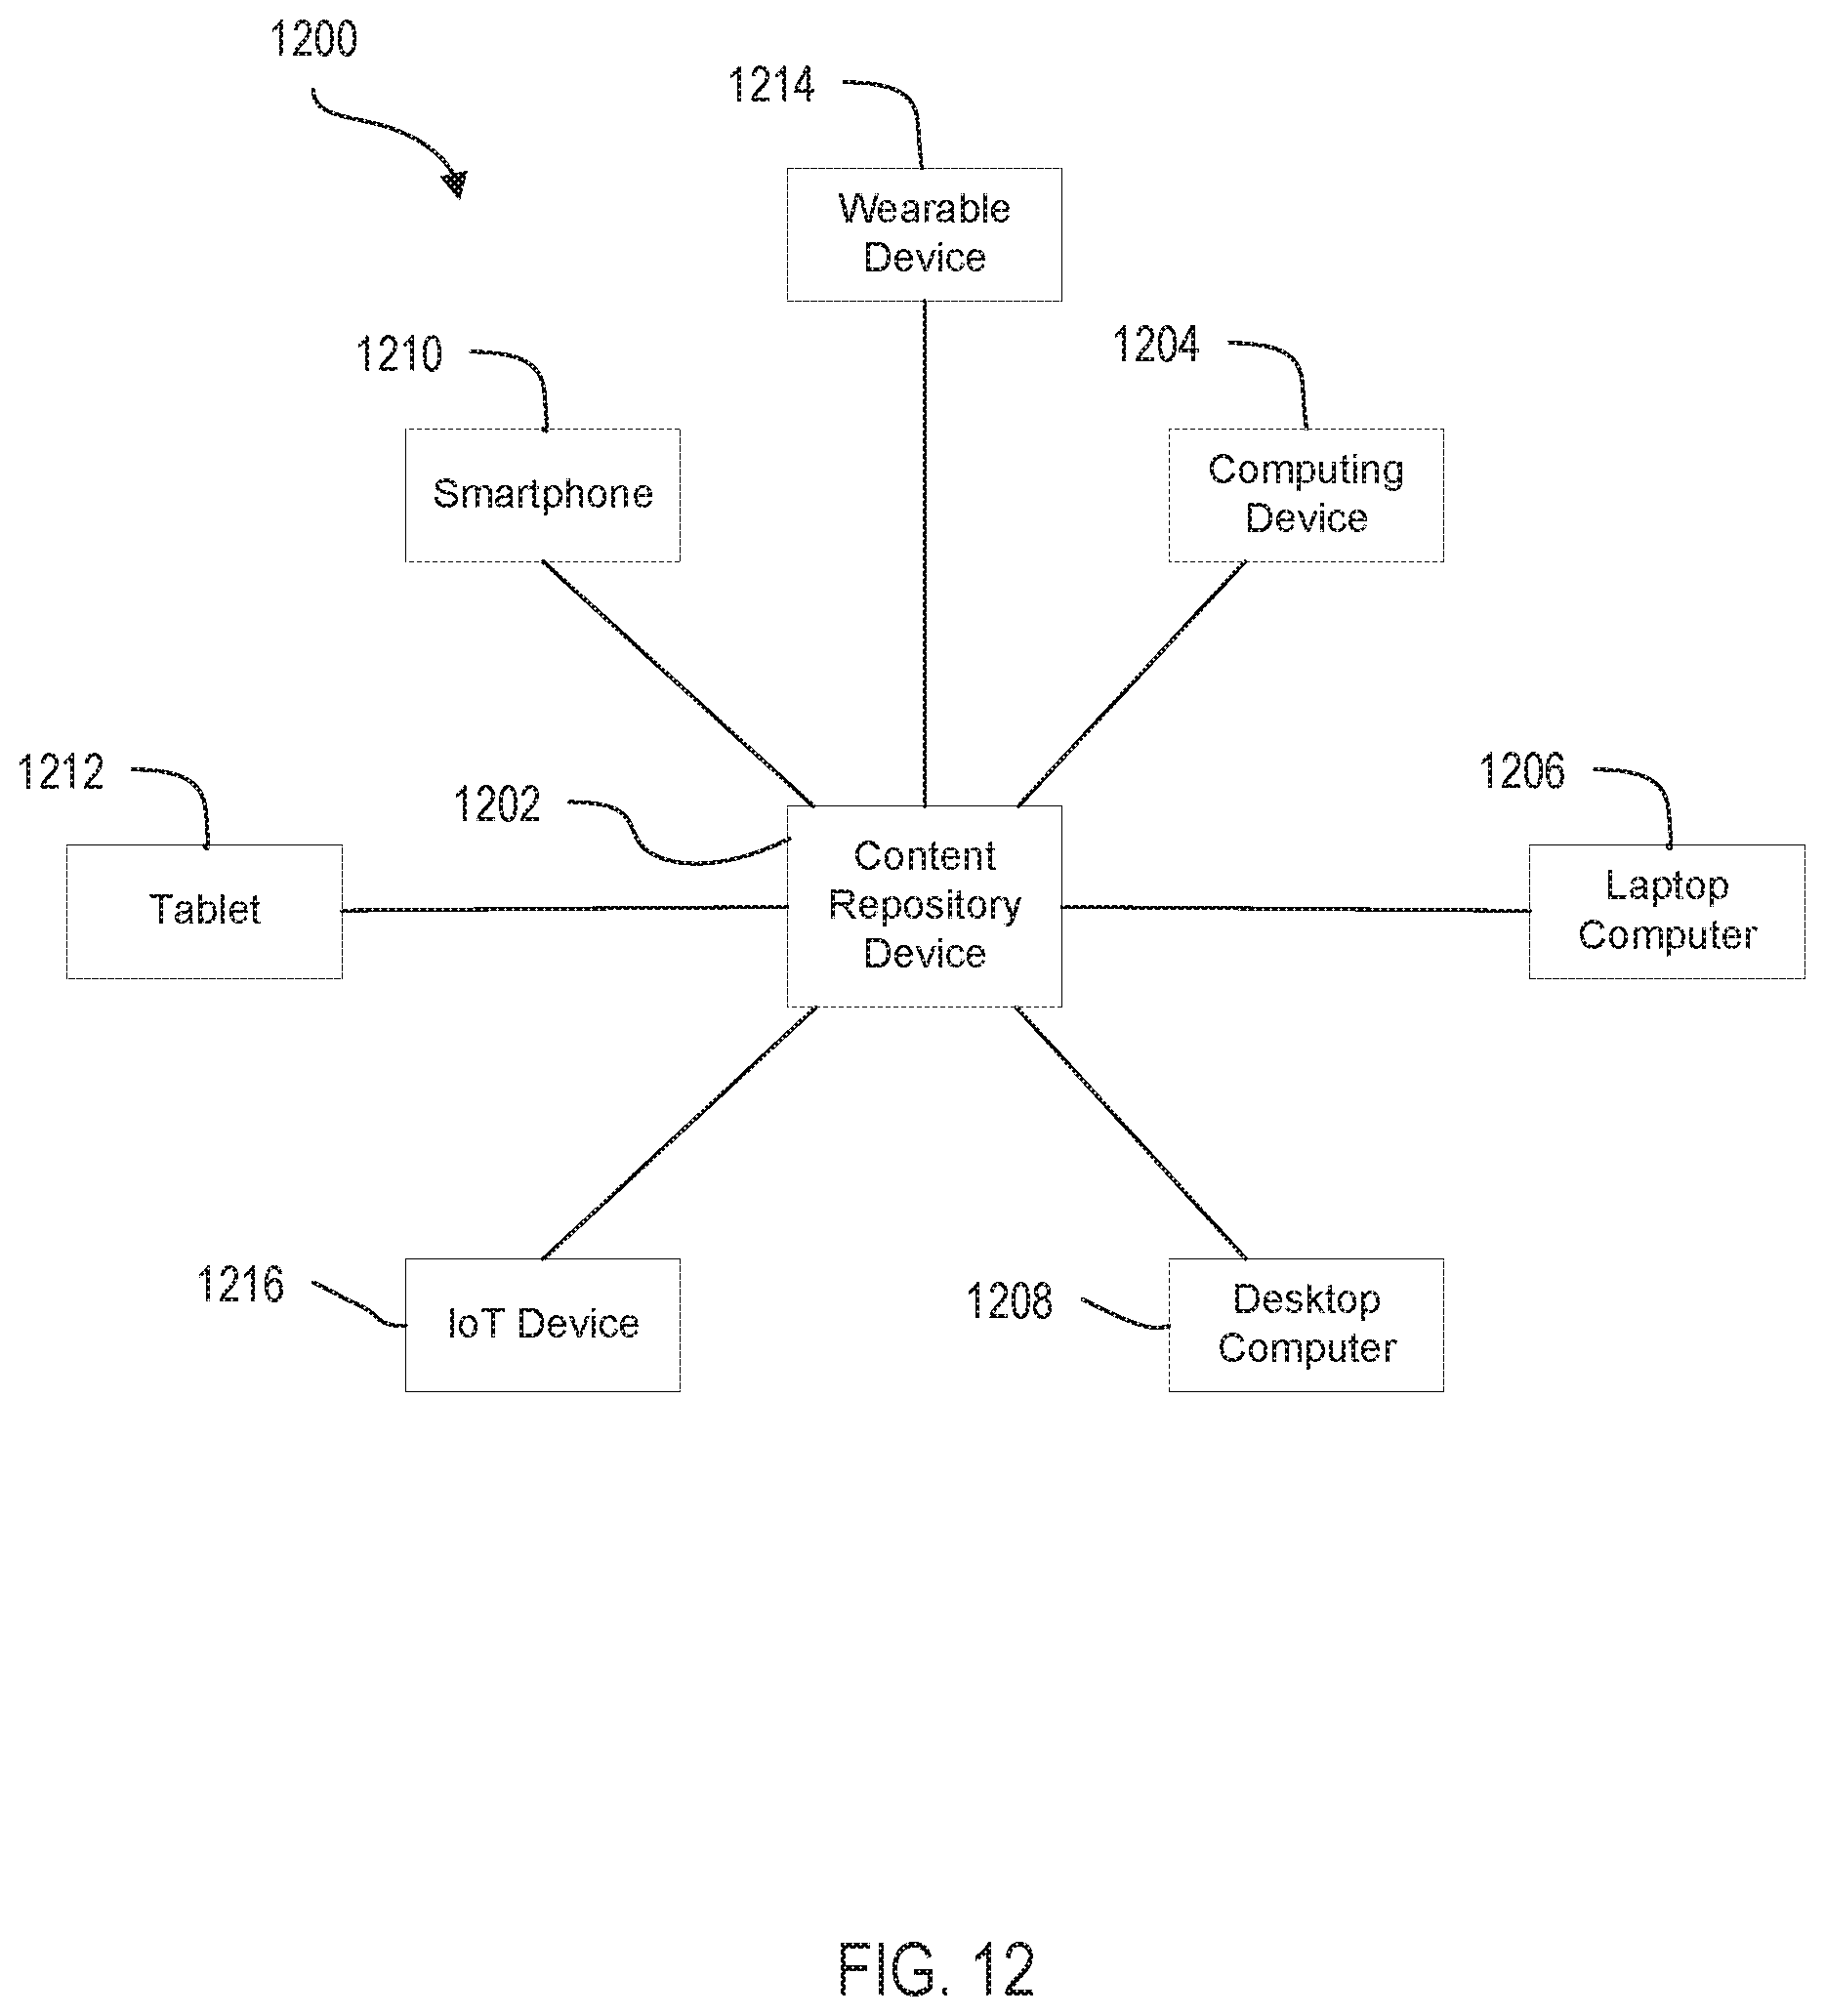 1200
1214
Wearable
Device
1210
1204
Smartphone
Computing
Device
1212
1202
1206
Tablet
Content
Repository
Device
Laptop
Computer
1216
1208
IoT Device
Desktop
Computer
FIG. 12